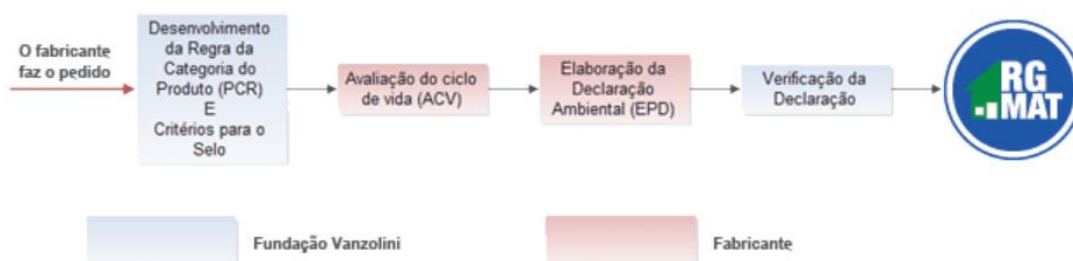 O fabricante
faz o pedido
Desenvolvimento
da Regra da
Categoria do
Produto (PCR)
E
Critérios para o
Selo
Avaliação do ciclo
de vida (ACV)
Elaboração da
Declaração
Ambiental (EPD)
Verificação da
Declaração
RG
MAT
Fundação Vanzolini
Fabricante